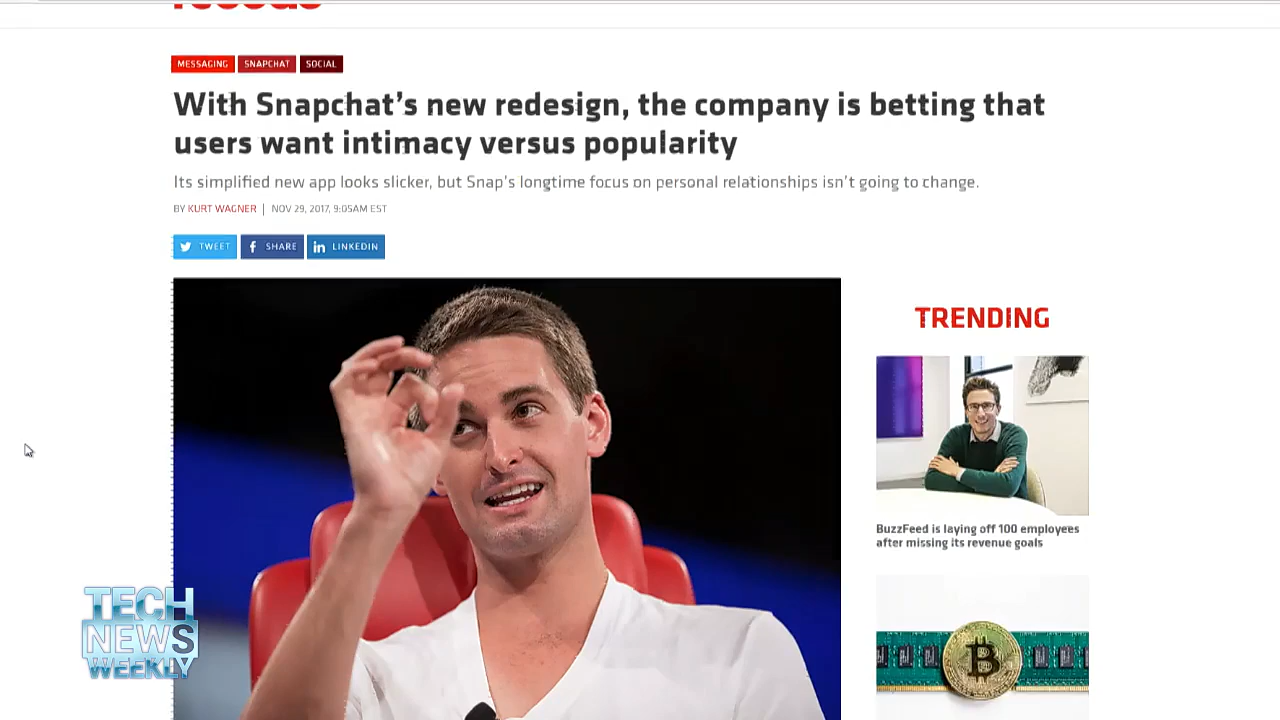 MESSAGING SNAPCHAT SOCIAL
With Snapchat's new redesign, the company is betting that
users want intimacy versus popularity
Its simplified new app looks slicker, but Snap's longtime focus on personal relationships isn't going to change.
BY KURT WAGNER | NOV 29, 2017, 9:05AM EST
TWEET SHARE LINKEDIN
TRENDING
BuzzFeed is laying off 100 employees
after missing its revenue goals
TECH
NEWS
WEEKLY